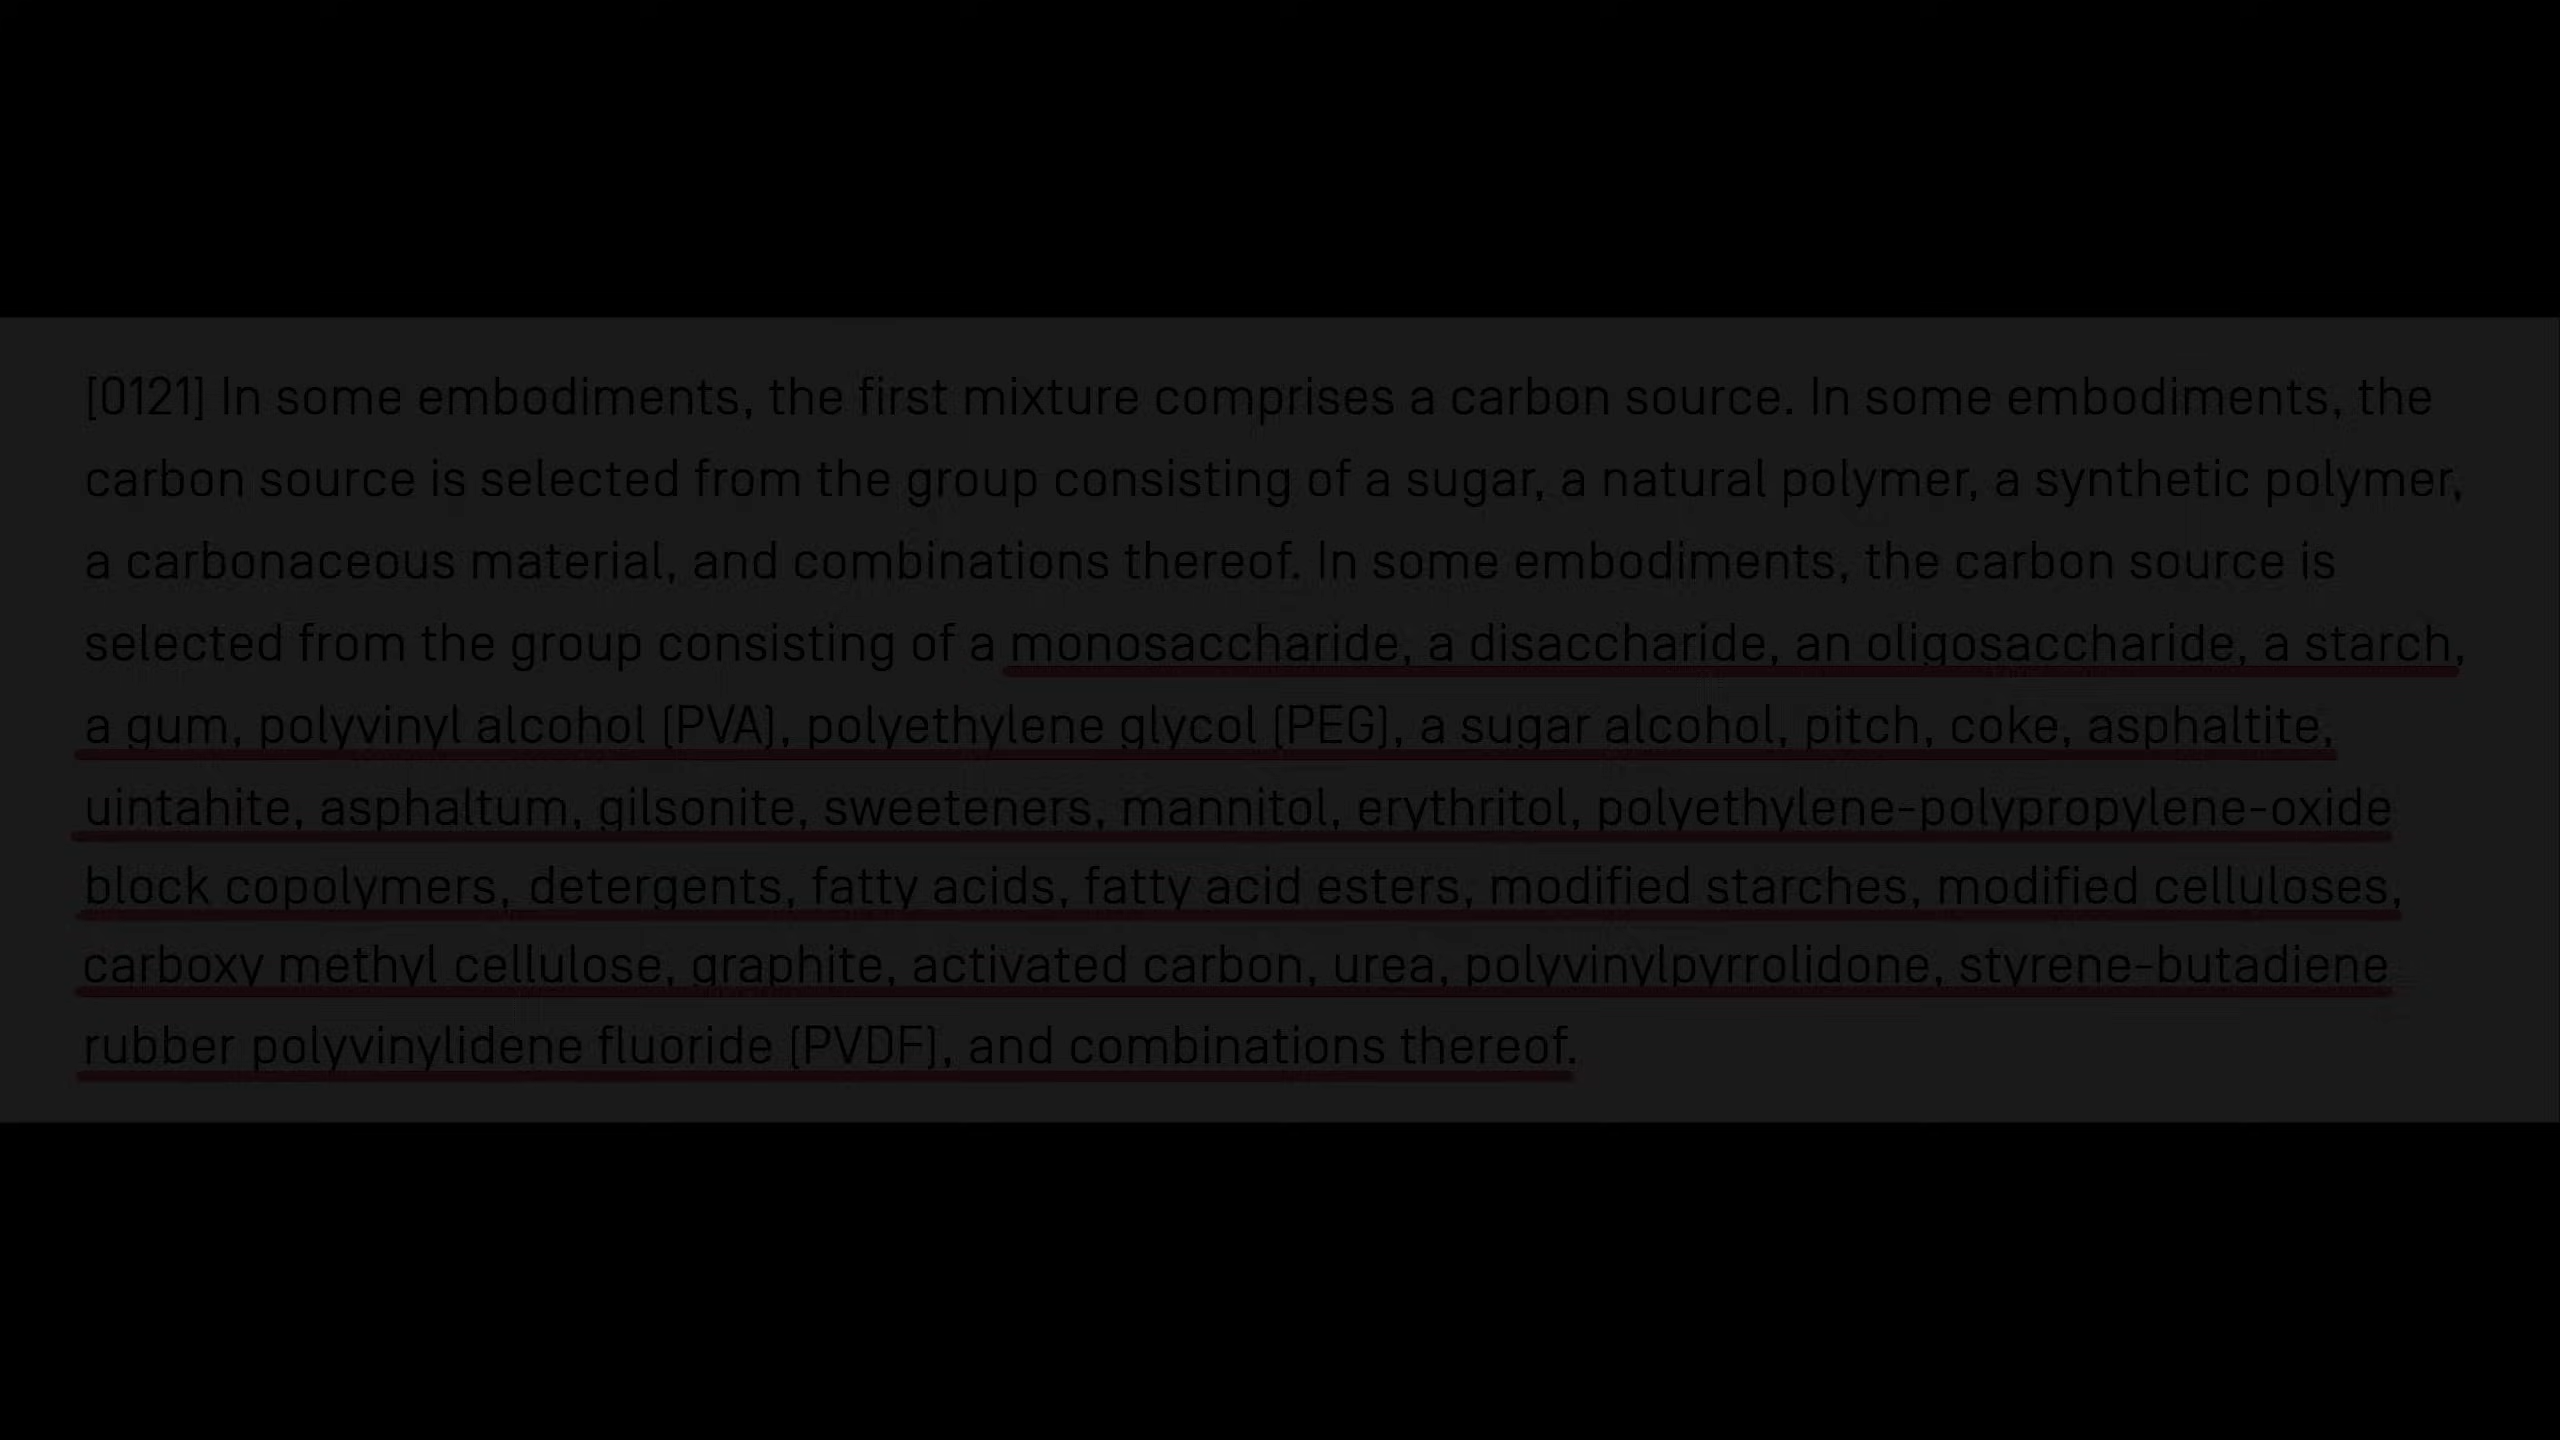 [0121] In some embodiments, the first mixture comprises a carbon source. In some embodiments, the
carbon source is selected from the group consisting of a sugar, a natural polymer, a synthetic polymer,
a carbonaceous material, and combinations thereof. In some embodiments, the carbon source is
selected from the group consisting of a monosaccharide, a disaccharide, an oligosaccharide, a starch,
a gum, polyvinyl alcohol (PVA), polyethylene glycol (PEG), a sugar alcohol, pitch, coke, asphaltite,
uintahite, asphaltum, gilsonite, sweeteners, mannitol, erythritol, polyethylene-polypropylene-oxide
block copolymers, detergents, fatty acids, fatty acid esters, modified starches, modified celluloses,
carboxy methyl cellulose, graphite, activated carbon, urea, polyvinylpyrrolidone, styrene-butadiene
rubber polyvinylidene fluoride (PVDF), and combinations thereof.